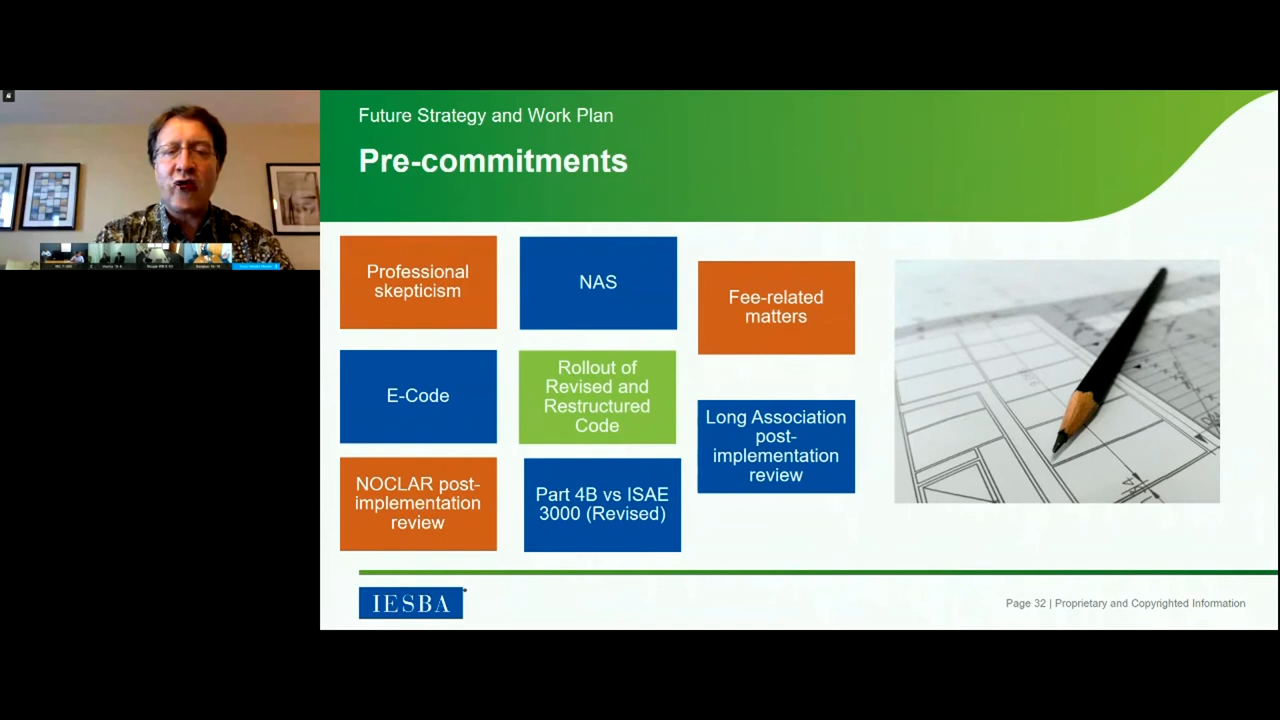 Future Strategy and Work Plan
Pre-commitments
Professional
skepticism
NAS
Fee-related
matters
E-Code
Rollout of
Revised and
Restructured
Code
Long Association
post-
implementation
review
NOCLAR post-
implementation
review
Part 4B vs ISAE
3000 (Revised)
IESBA
Page 32 | Proprietary and Copyrighted Information